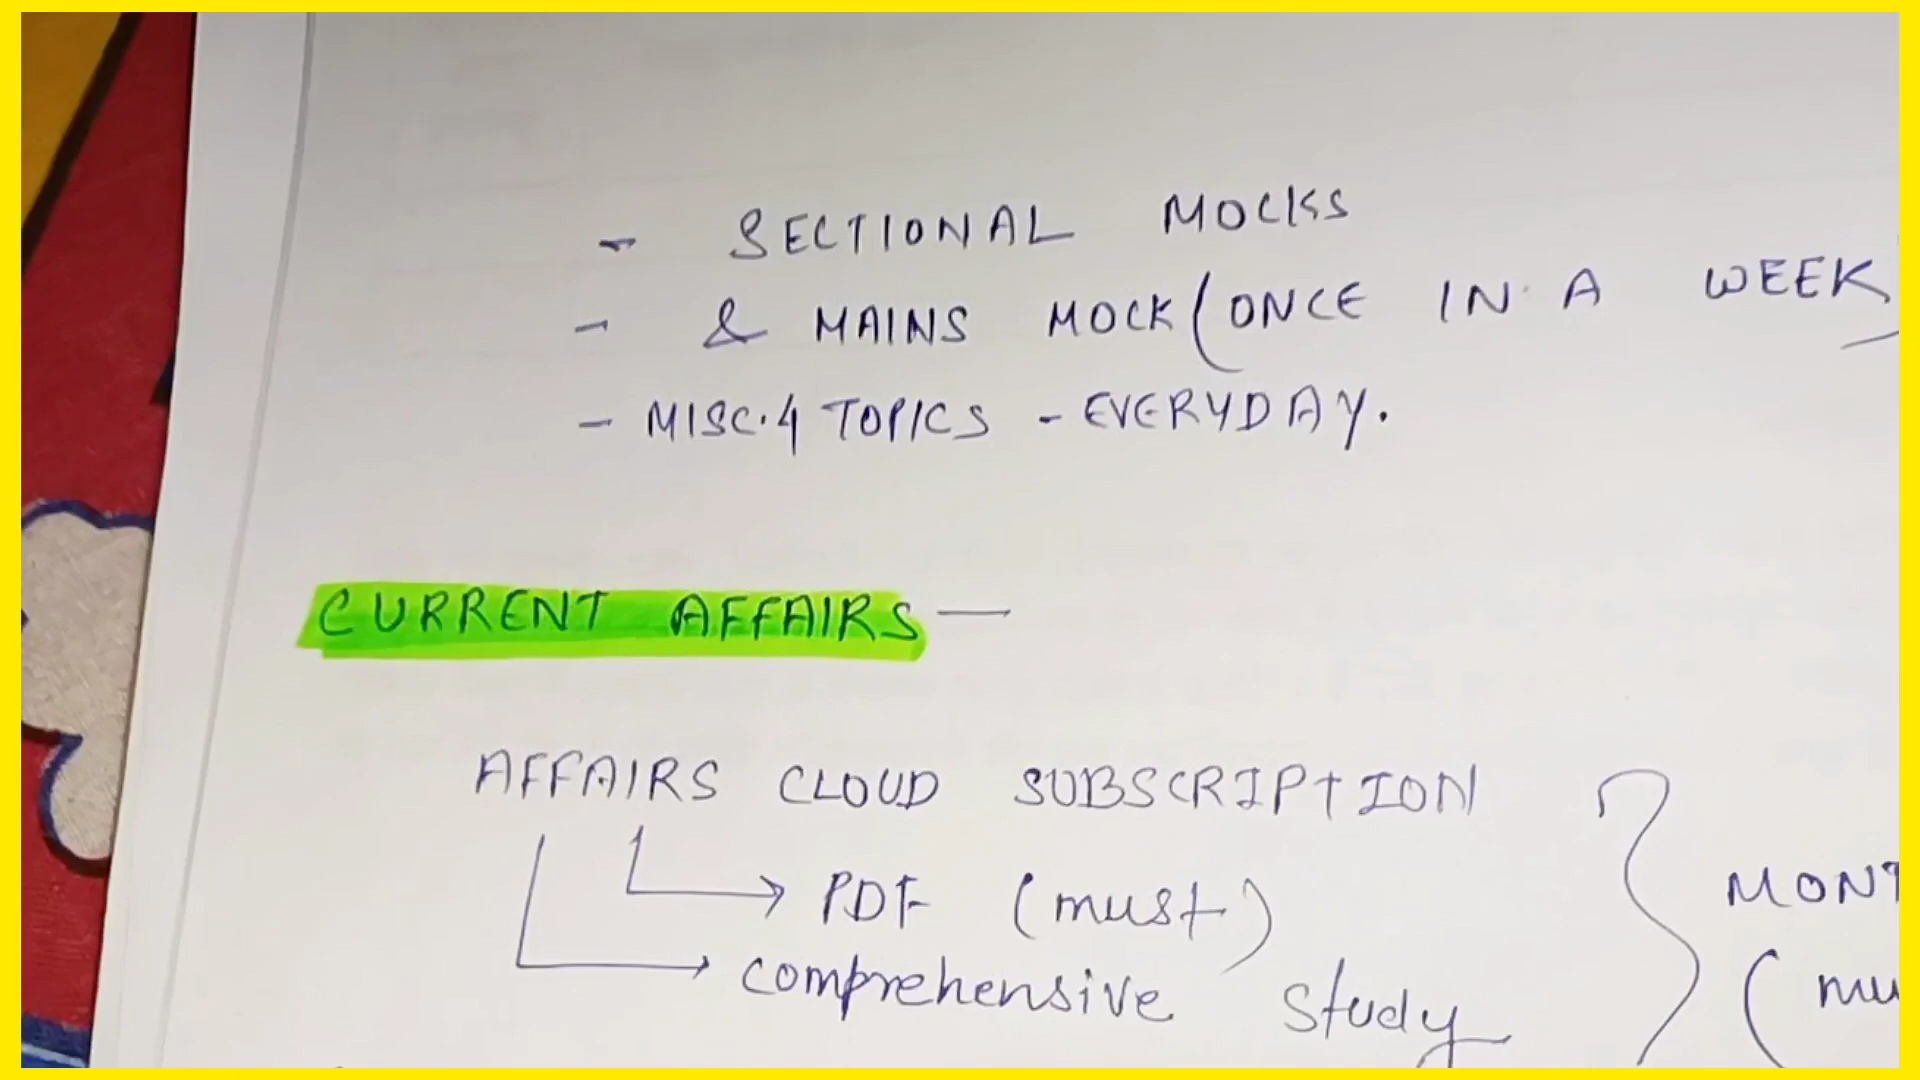 - SECTIONAL MOCKS
- & MAINS MOCK (ONCE IN A WEEK)
- MISC. 4 TOPICS - EVERYDAY.
CURRENT AFFAIRS —
AFFAIRS CLOUD SUBSCRIPTION
PDF (must)
comprehensive study